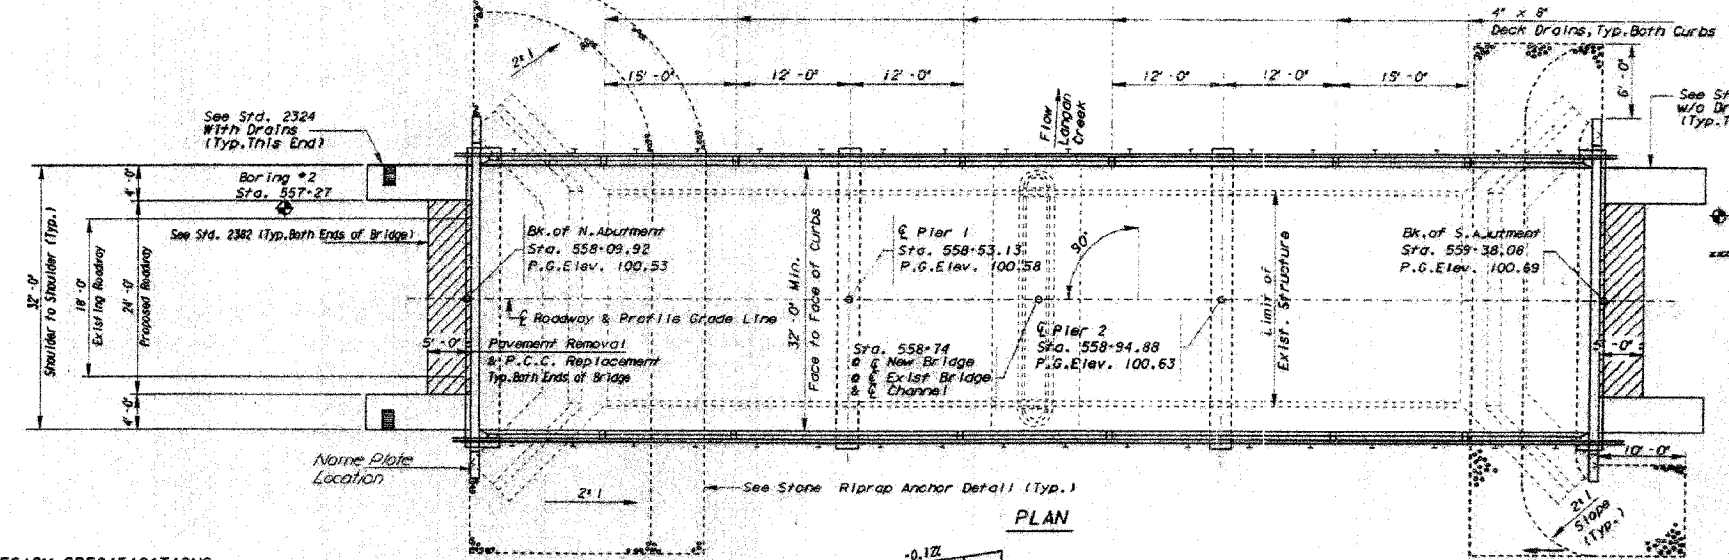 4" x 8"
Deck Drains, Typ. Both Curbs
2:1
15'-0"
12'-0"
12'-0"
12'-0"
12'-0"
15'-0"
6'-0"
Flow
Langan
Creek
See Std. 2324
With Drains
(Typ. This End)
See St
w/o Dr
(Typ. T
Boring #2
Sta. 557+27
4'-0"
See Std. 2382 (Typ. Both Ends of Bridge)
32'-0"
Shoulder to Shoulder (Typ.)
18'-0"
Existing Roadway
24'-0"
Proposed Roadway
4'-0"
Bk. of N. Abutment
Sta. 558+09.92
P.G. Elev. 100.53
℄ Pier 1
Sta. 558+53.13
P.G. Elev. 100.58
90°
Bk. of S. Abutment
Sta. 559+38.08
P.G. Elev. 100.69
℄ Roadway & Profile Grade Line
32'-0" Min.
Face to Face of Curbs
Limit of
Exist. Structure
℄ Pier 2
Sta. 558+94.88
P.G. Elev. 100.63
Sta. 558+74
℄ New Bridge
℄ Exist Bridge
& ℄ Channel
5'-0"
Pavement Removal
& P.C.C. Replacement
Typ. Both Ends of Bridge
-0"
Name Plate
Location
2:1
See Stone Riprap Anchor Detail (Typ.)
10'-0"
2:1
Slope
(Typ.)
PLAN
-0.12%